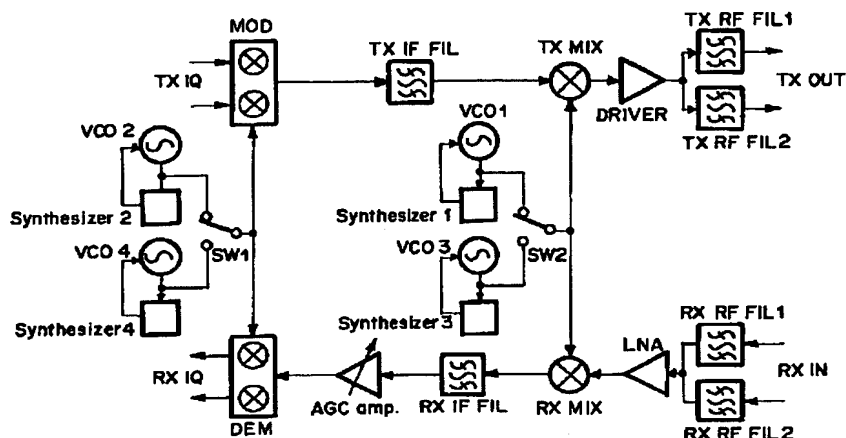 MOD
TX IF FIL
TX MIX
TX RF FIL1
TX IQ
TX OUT
DRIVER
TX RF FIL2
VCO 2
VCO1
Synthesizer 2
Synthesizer 1
VCO 4
SW1
VCO 3
SW2
Synthesizer4
Synthesizer3
RX RF FIL1
LNA
RX IQ
RX IN
AGC amp.
RX IF FIL
RX MIX
DEM
RX RF FIL2